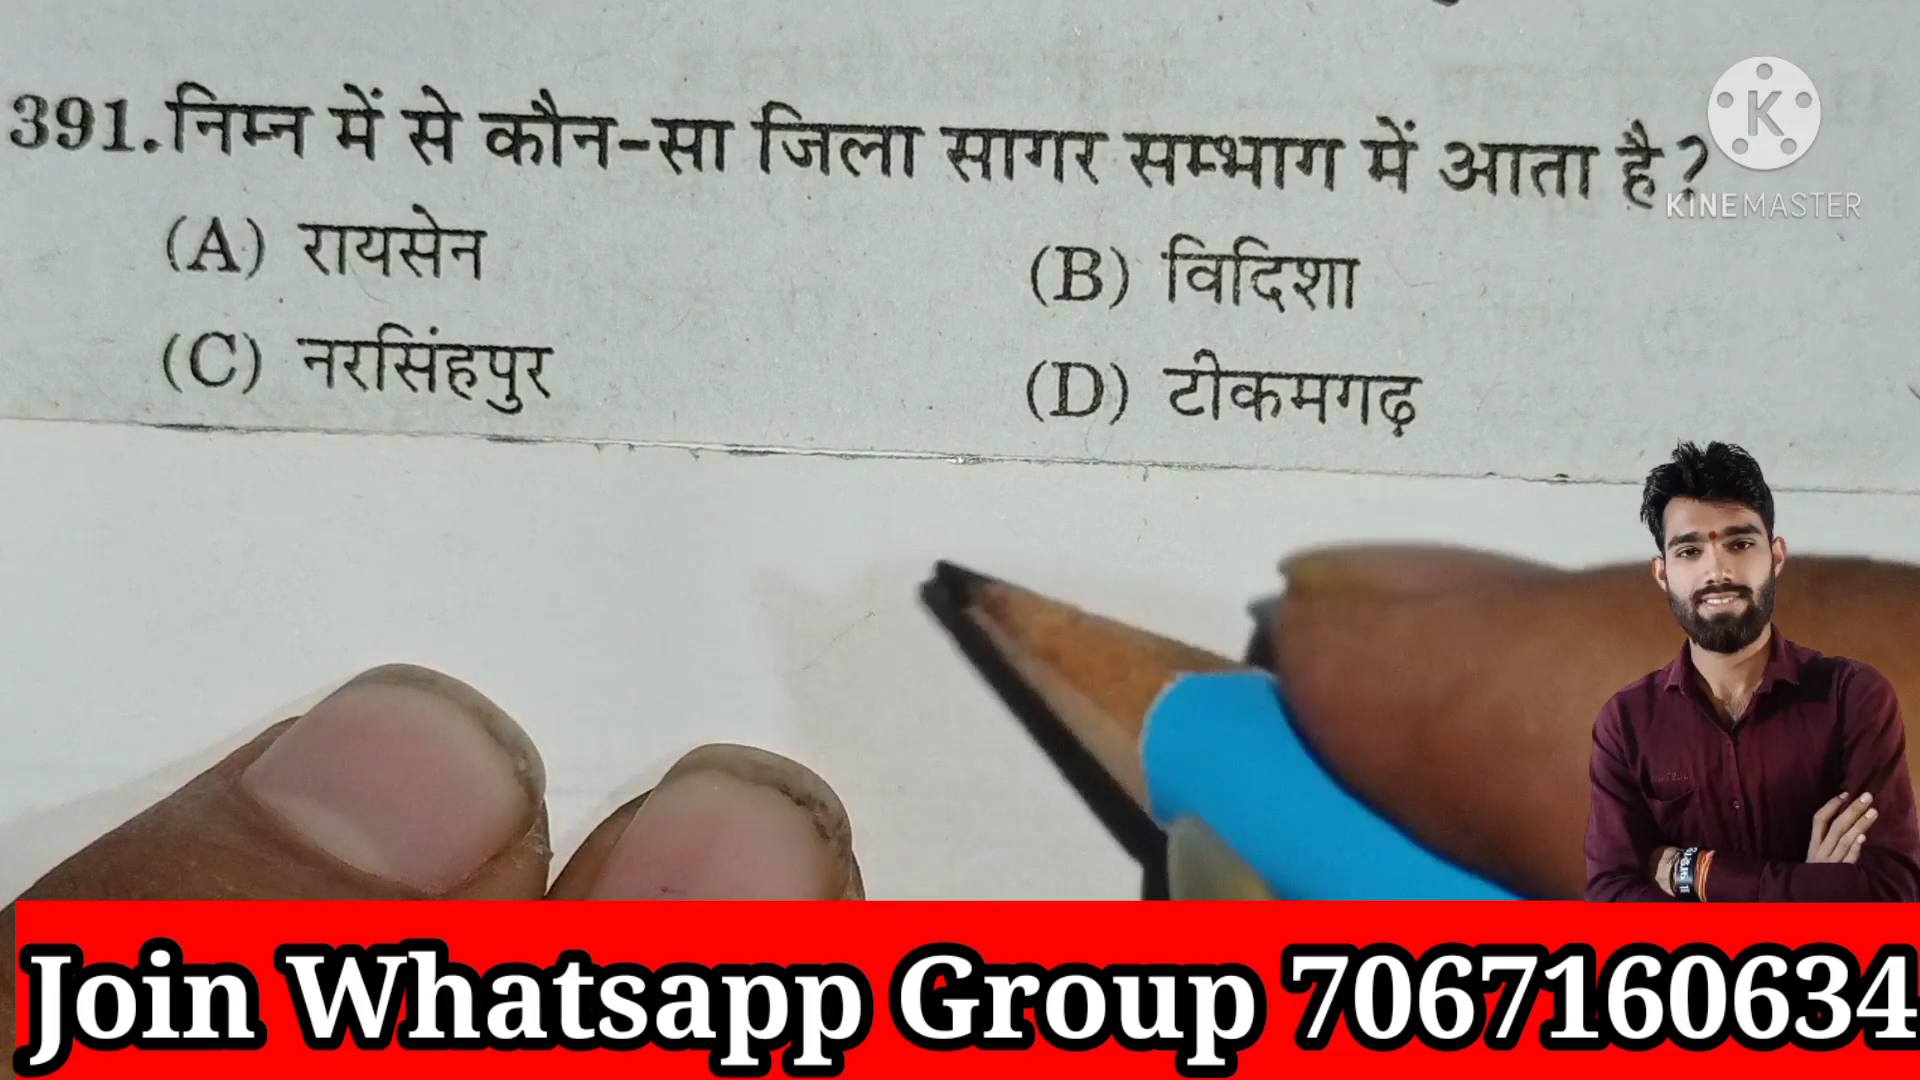 391.निम्न में से कौन-सा जिला सागर सम्भाग में आता है?
K
KINEMASTER
(A) रायसेन
(B) विदिशा
(C) नरसिंहपुर
(D) टीकमगढ़
Join Whatsapp Group 7067160634